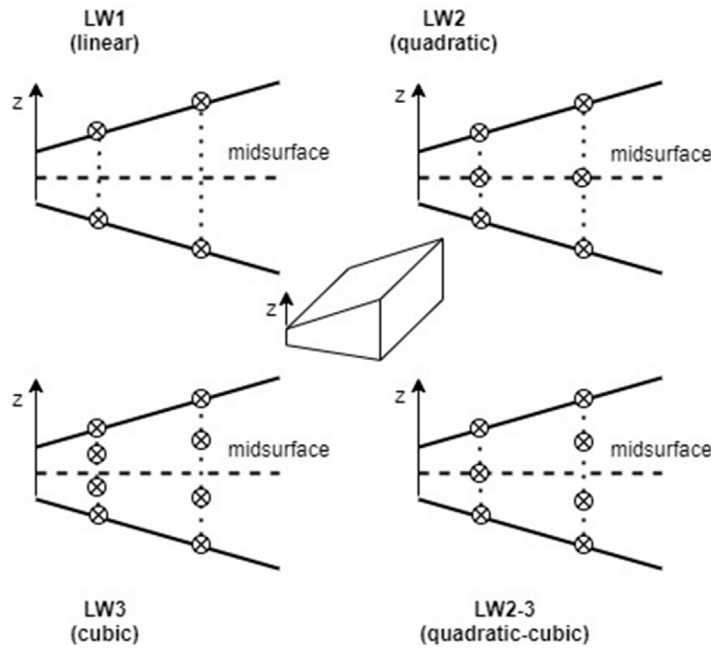 LW1
(linear)
LW2
(quadratic)
z
midsurface
z
midsurface
z
z
midsurface
z
midsurface
LW3
(cubic)
LW2-3
(quadratic-cubic)